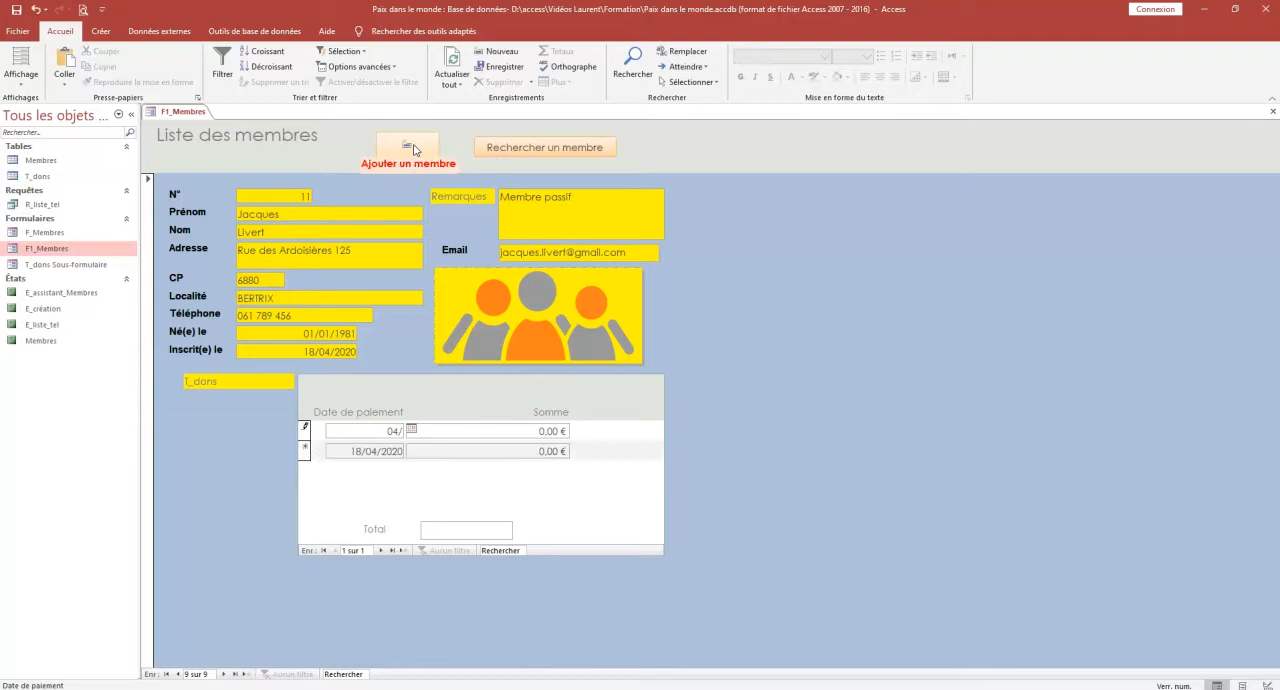 Paix dans le monde : Base de données- D:\access\Vidéos Laurent\Formation\Paix dans le monde.accdb (format de fichier Access 2007 - 2016) - Access
Connexion
Fichier Accueil Créer Données externes Outils de base de données Aide Rechercher des outils adaptés
Affichage
Affichages
Coller
Couper
Copier
Reproduire la mise en forme
Presse-papiers
Filtrer
Croissant
Décroissant
Supprimer un tri
Sélection
Options avancées
Activer/désactiver le filtre
Trier et filtrer
Actualiser
tout
Nouveau
Enregistrer
Supprimer
Totaux
Orthographe
Plus
Enregistrements
Rechercher
Remplacer
Atteindre
Sélectionner
Rechercher
G I S A
Mise en forme du texte
Tous les objets ...
Rechercher...
Tables
Membres
T_dons
Requêtes
R_liste_tel
Formulaires
F_Membres
F1_Membres
T_dons Sous-formulaire
États
E_assistant_Membres
E_création
E_liste_tel
Membres
F1_Membres
Liste des membres
Ajouter un membre
Rechercher un membre
N° 11
Prénom Jacques
Nom Livert
Adresse Rue des Ardoisières 125
CP 6880
Localité BERTRIX
Téléphone 061 789 456
Né(e) le 01/01/1981
Inscrit(e) le 18/04/2020
Remarques Membre passif
Email jacques.livert@gmail.com
T_dons
Date de paiement Somme
04/ 0,00 €
18/04/2020 0,00 €
Total
Enr : 1 sur 1 Aucun filtre Rechercher
Enr : 9 sur 9 Aucun filtre Rechercher
Date de paiement
Verr. num.